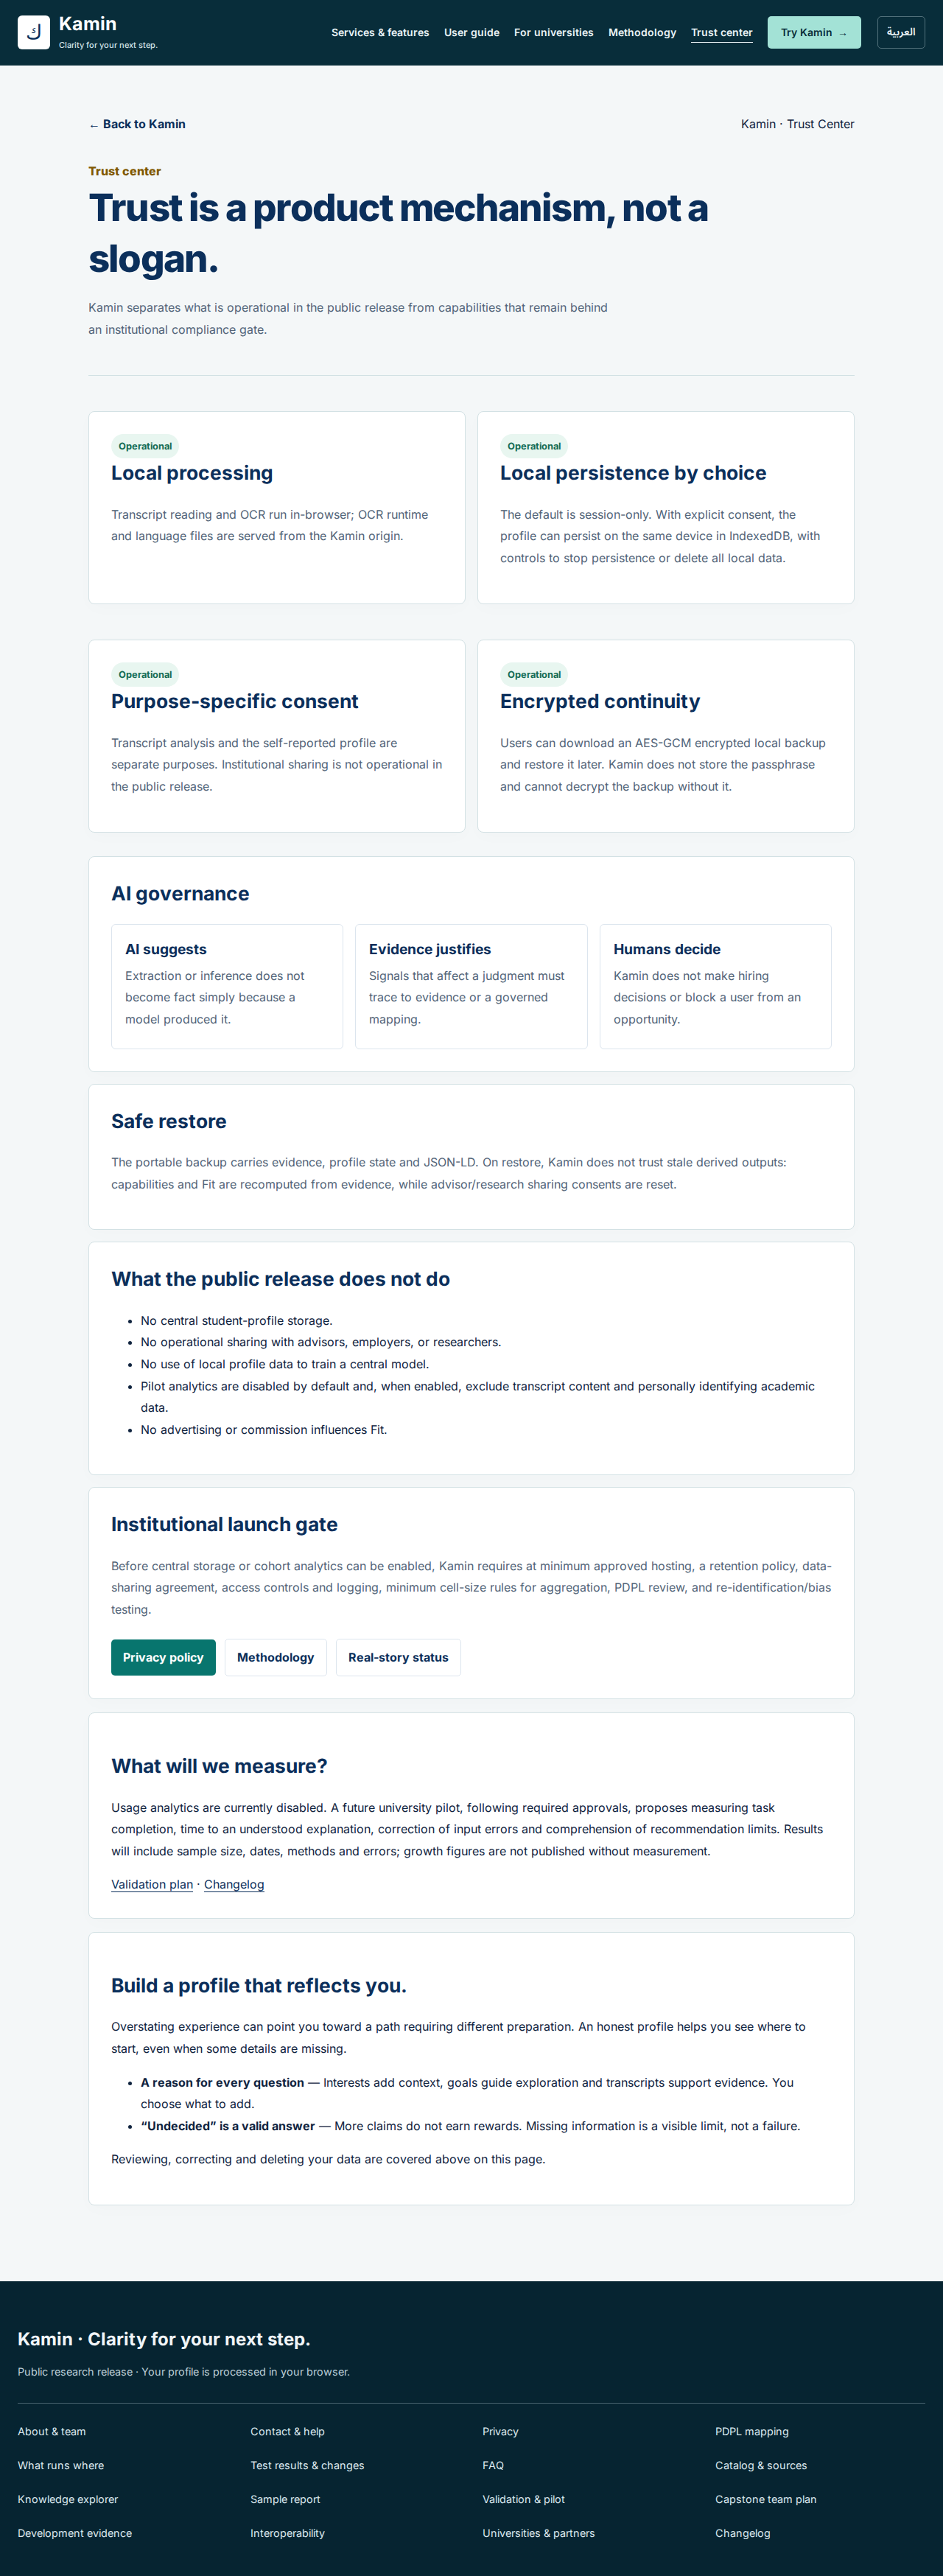 ك
Kamin
Clarity for your next step.
Services & features
User guide
For universities
Methodology
Trust center
Try Kamin →
العربية
← Back to Kamin
Kamin · Trust Center
Trust center
Trust is a product mechanism, not a
slogan.
Kamin separates what is operational in the public release from capabilities that remain behind
an institutional compliance gate.
Operational
Local processing
Transcript reading and OCR run in-browser; OCR runtime
and language files are served from the Kamin origin.
Operational
Local persistence by choice
The default is session-only. With explicit consent, the
profile can persist on the same device in IndexedDB, with
controls to stop persistence or delete all local data.
Operational
Purpose-specific consent
Transcript analysis and the self-reported profile are
separate purposes. Institutional sharing is not operational in
the public release.
Operational
Encrypted continuity
Users can download an AES-GCM encrypted local backup
and restore it later. Kamin does not store the passphrase
and cannot decrypt the backup without it.
AI governance
AI suggests
Extraction or inference does not
become fact simply because a
model produced it.
Evidence justifies
Signals that affect a judgment must
trace to evidence or a governed
mapping.
Humans decide
Kamin does not make hiring
decisions or block a user from an
opportunity.
Safe restore
The portable backup carries evidence, profile state and JSON-LD. On restore, Kamin does not trust stale derived outputs:
capabilities and Fit are recomputed from evidence, while advisor/research sharing consents are reset.
What the public release does not do
• No central student-profile storage.
• No operational sharing with advisors, employers, or researchers.
• No use of local profile data to train a central model.
• Pilot analytics are disabled by default and, when enabled, exclude transcript content and personally identifying academic
data.
• No advertising or commission influences Fit.
Institutional launch gate
Before central storage or cohort analytics can be enabled, Kamin requires at minimum approved hosting, a retention policy, data-
sharing agreement, access controls and logging, minimum cell-size rules for aggregation, PDPL review, and re-identification/bias
testing.
Privacy policy
Methodology
Real-story status
What will we measure?
Usage analytics are currently disabled. A future university pilot, following required approvals, proposes measuring task
completion, time to an understood explanation, correction of input errors and comprehension of recommendation limits. Results
will include sample size, dates, methods and errors; growth figures are not published without measurement.
Validation plan · Changelog
Build a profile that reflects you.
Overstating experience can point you toward a path requiring different preparation. An honest profile helps you see where to
start, even when some details are missing.
• A reason for every question — Interests add context, goals guide exploration and transcripts support evidence. You
choose what to add.
• “Undecided” is a valid answer — More claims do not earn rewards. Missing information is a visible limit, not a failure.
Reviewing, correcting and deleting your data are covered above on this page.
Kamin · Clarity for your next step.
Public research release · Your profile is processed in your browser.
About & team
Contact & help
Privacy
PDPL mapping
What runs where
Test results & changes
FAQ
Catalog & sources
Knowledge explorer
Sample report
Validation & pilot
Capstone team plan
Development evidence
Interoperability
Universities & partners
Changelog